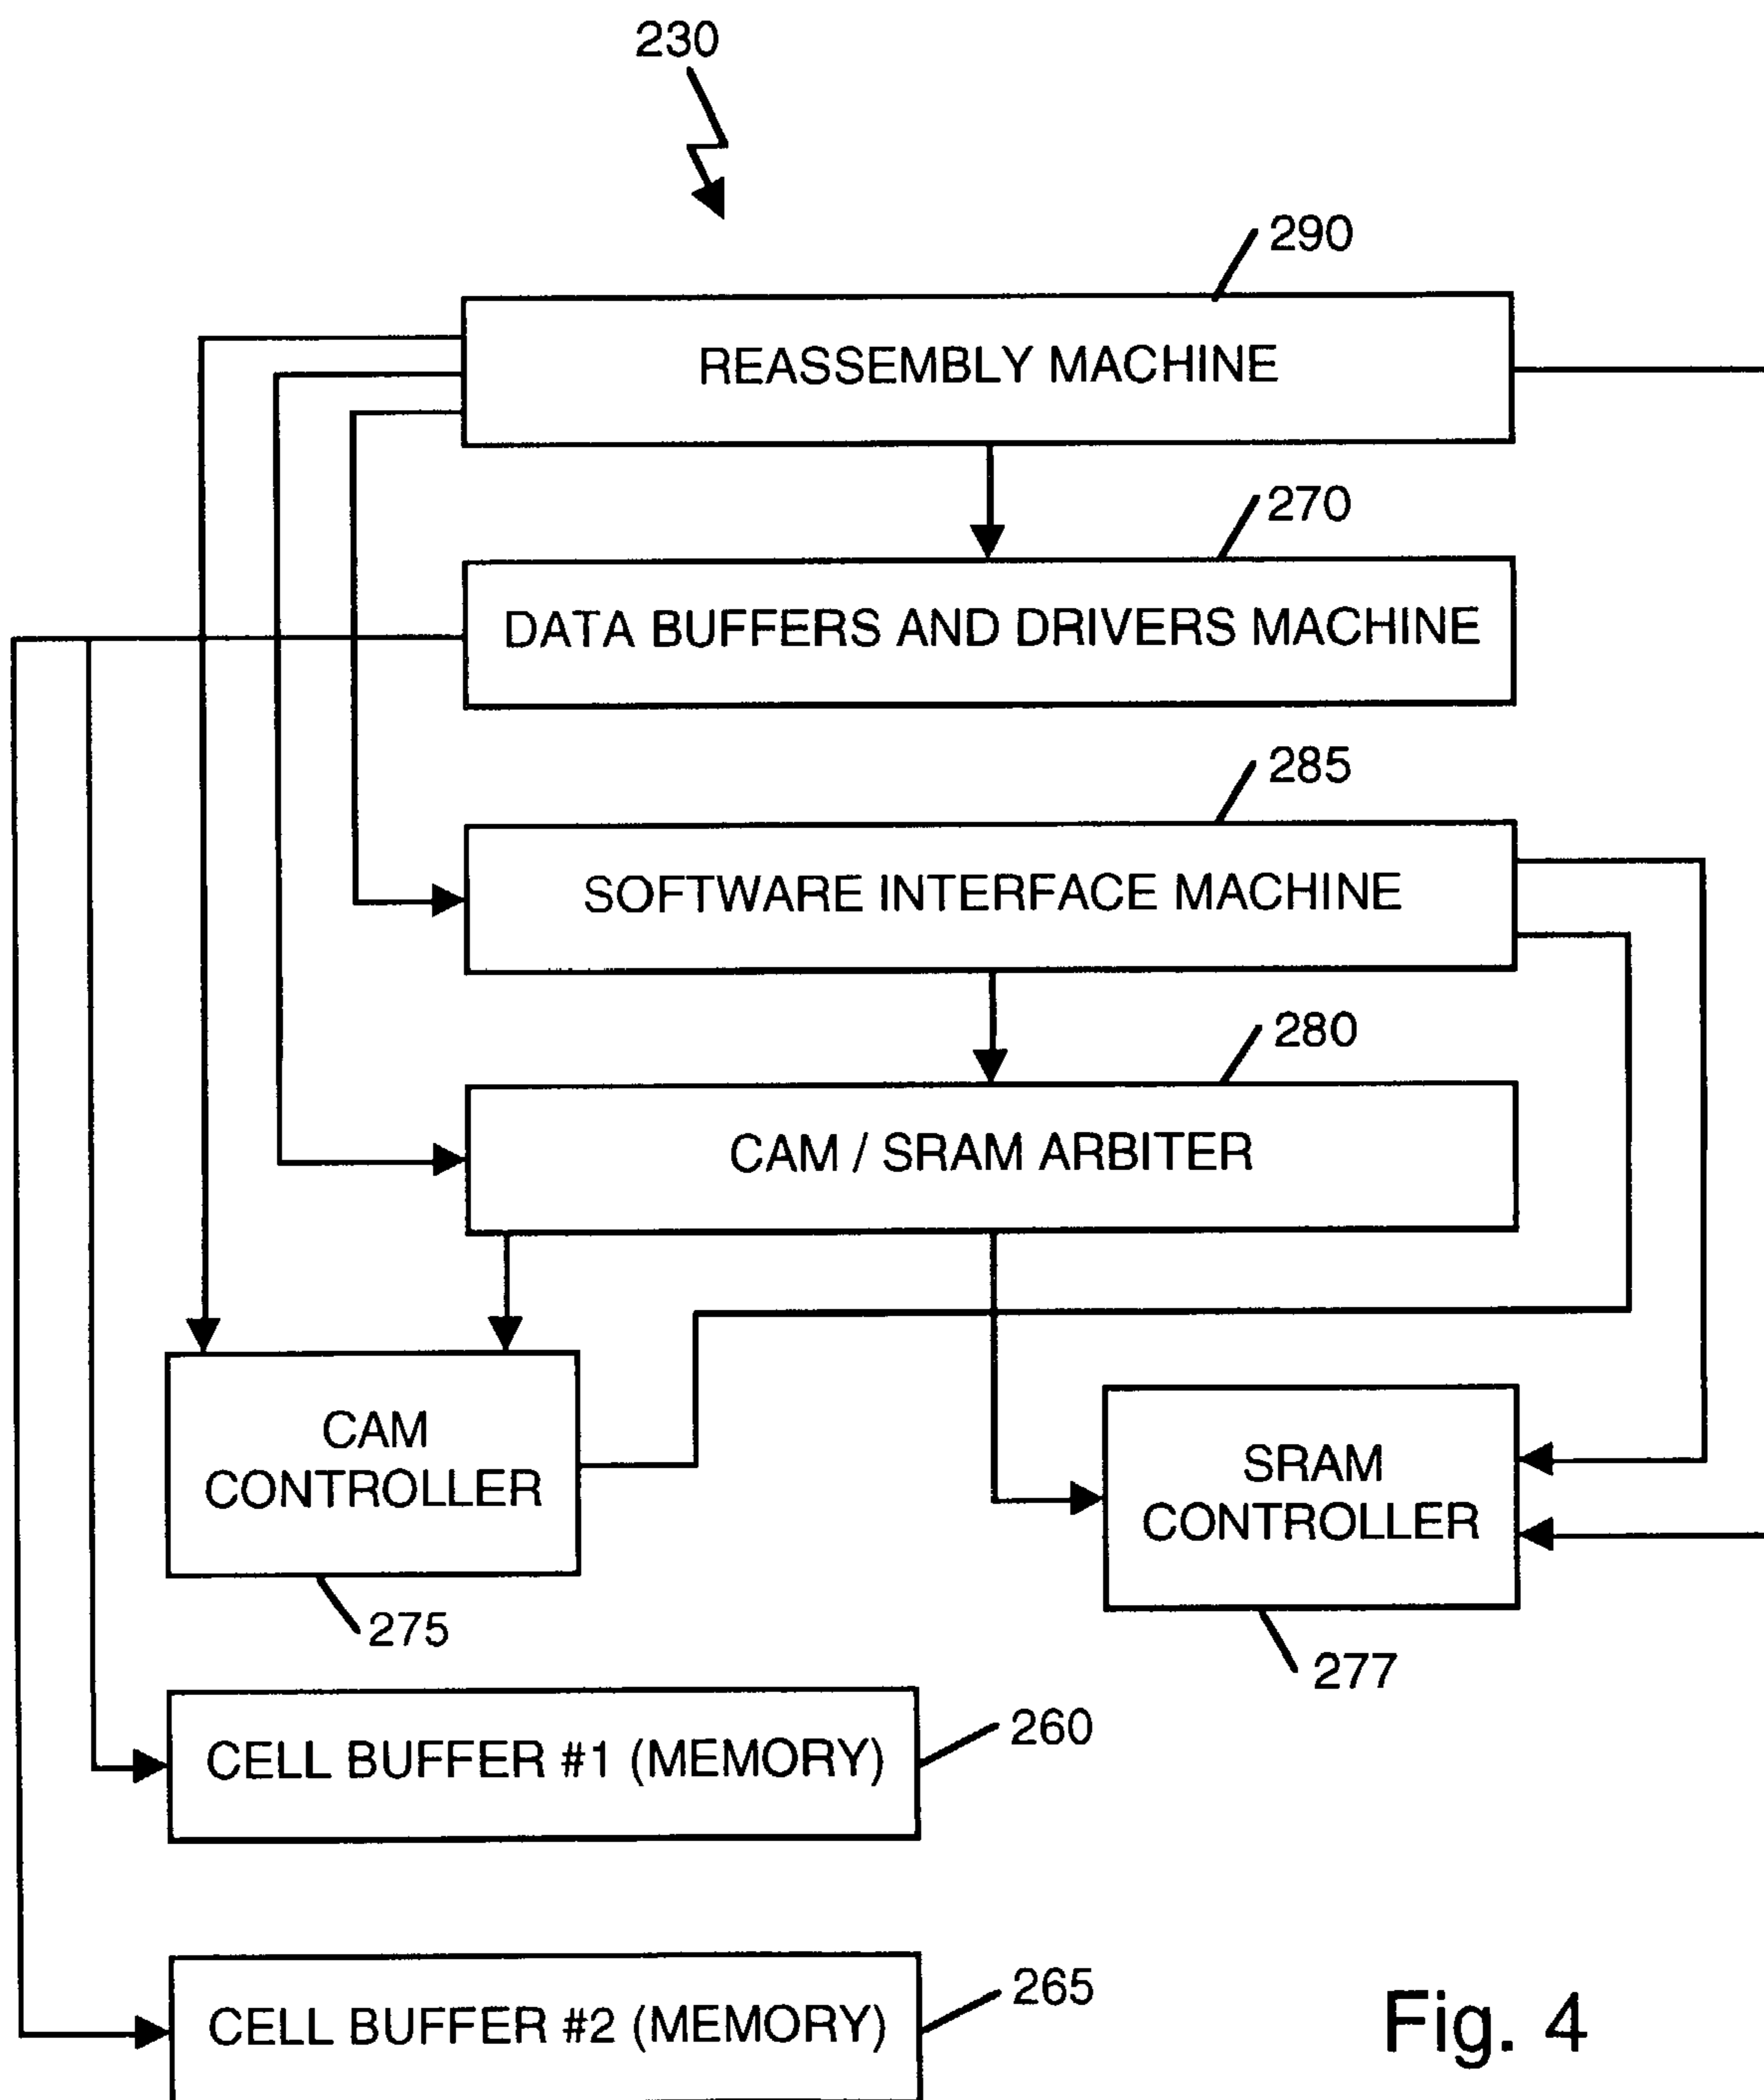 230
290
REASSEMBLY MACHINE
270
DATA BUFFERS AND DRIVERS MACHINE
285
SOFTWARE INTERFACE MACHINE
280
CAM / SRAM ARBITER
CAM
CONTROLLER
275
SRAM
CONTROLLER
277
CELL BUFFER #1 (MEMORY)
260
CELL BUFFER #2 (MEMORY)
265
Fig. 4